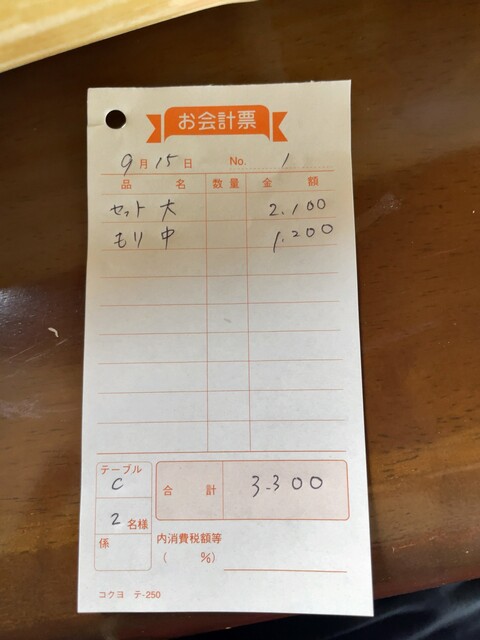 お会計票
9月15日 No. 1
品名 数量 金額
セット 大 2.100
モリ 中 1.200
テーブル
C
合計 3.300
2名様
係
内消費税額等
( %)
コクヨ テ-250